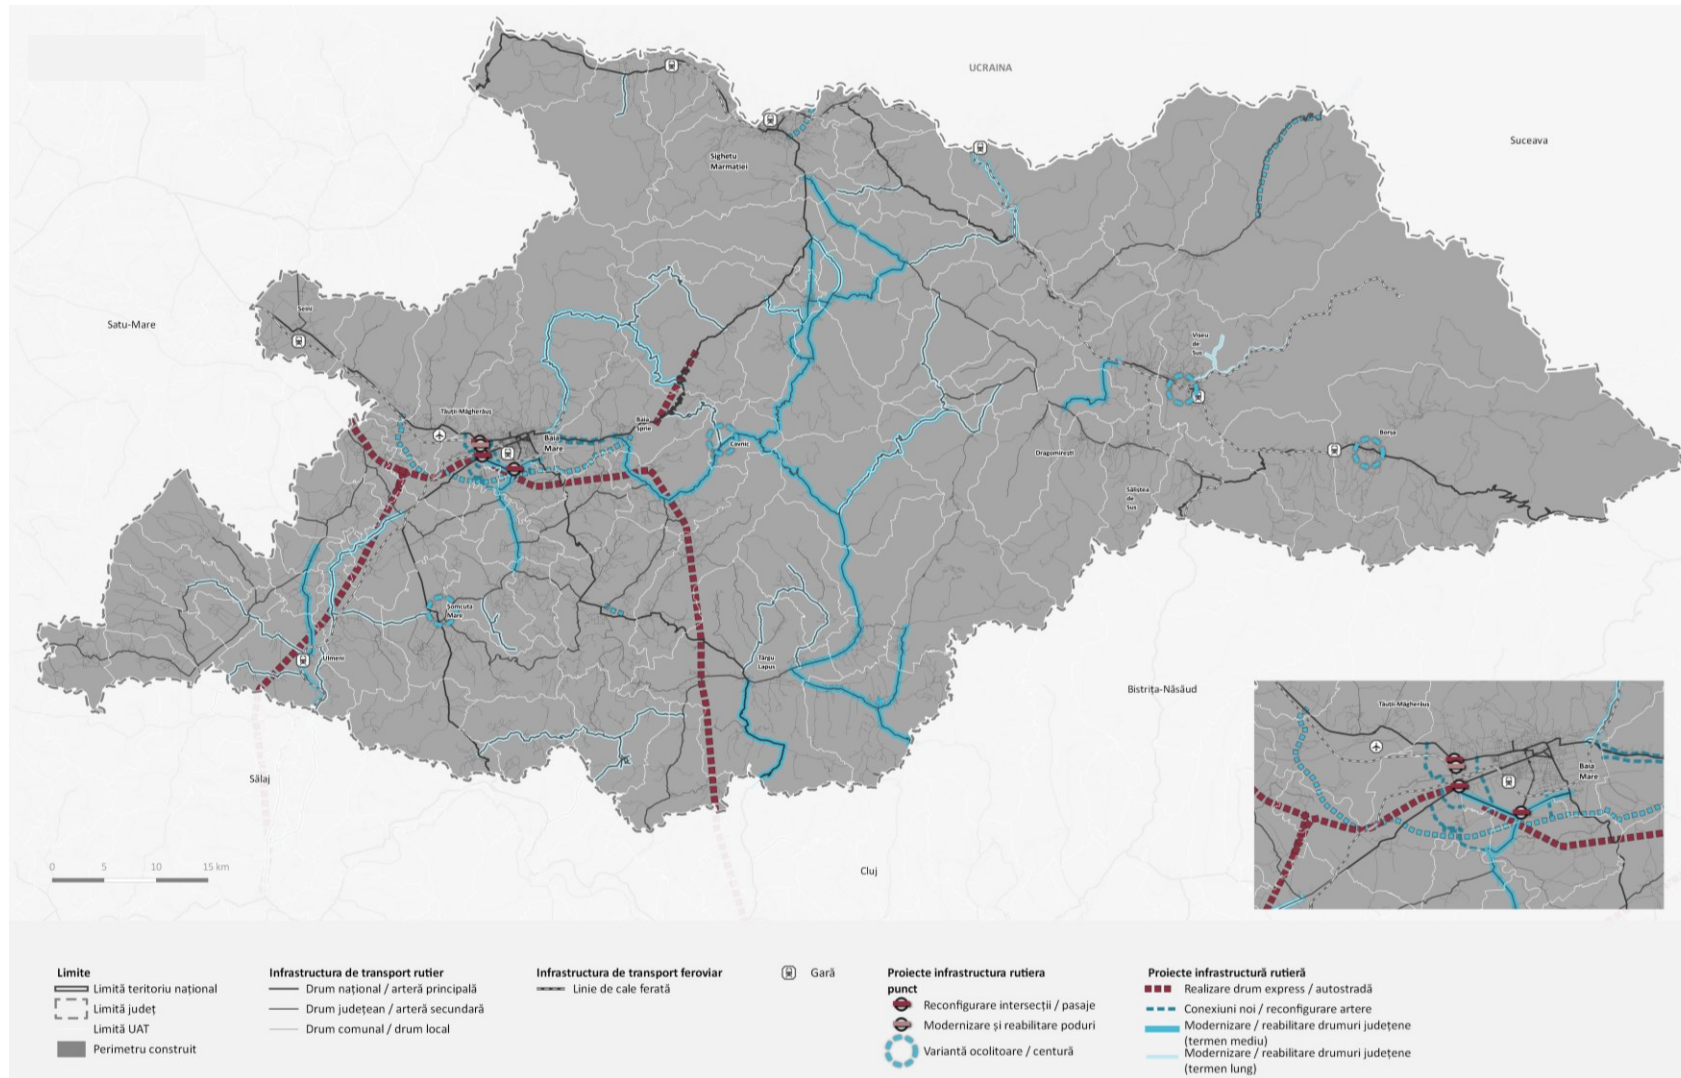 UCRAINA
Suceava
Sighetu
Marmației
Satu-Mare
Seini
Vișeu
de
Sus
Tăuții-Măgherăuș
Baia
Sprie
Baia
Mare
Cavnic
Borșa
Dragomirești
Săliștea
de
Sus
Șomcuta
Mare
Ulmeni
Târgu
Lăpuș
Bistrița-Năsăud
Sălaj
Cluj
0 5 10 15 km
Tăuții-Măgherăuș
Baia
Mare
Limite
Limită teritoriu național
Limită județ
Limită UAT
Perimetru construit
Infrastructura de transport rutier
Drum național / arteră principală
Drum județean / arteră secundară
Drum comunal / drum local
Infrastructura de transport feroviar
Linie de cale ferată
Gară
Proiecte infrastructura rutiera
punct
Reconfigurare intersecții / pasaje
Modernizare și reabilitare poduri
Variantă ocolitoare / centură
Proiecte infrastructură rutieră
Realizare drum express / autostradă
Conexiuni noi / reconfigurare artere
Modernizare / reabilitare drumuri județene
(termen mediu)
Modernizare / reabilitare drumuri județene
(termen lung)